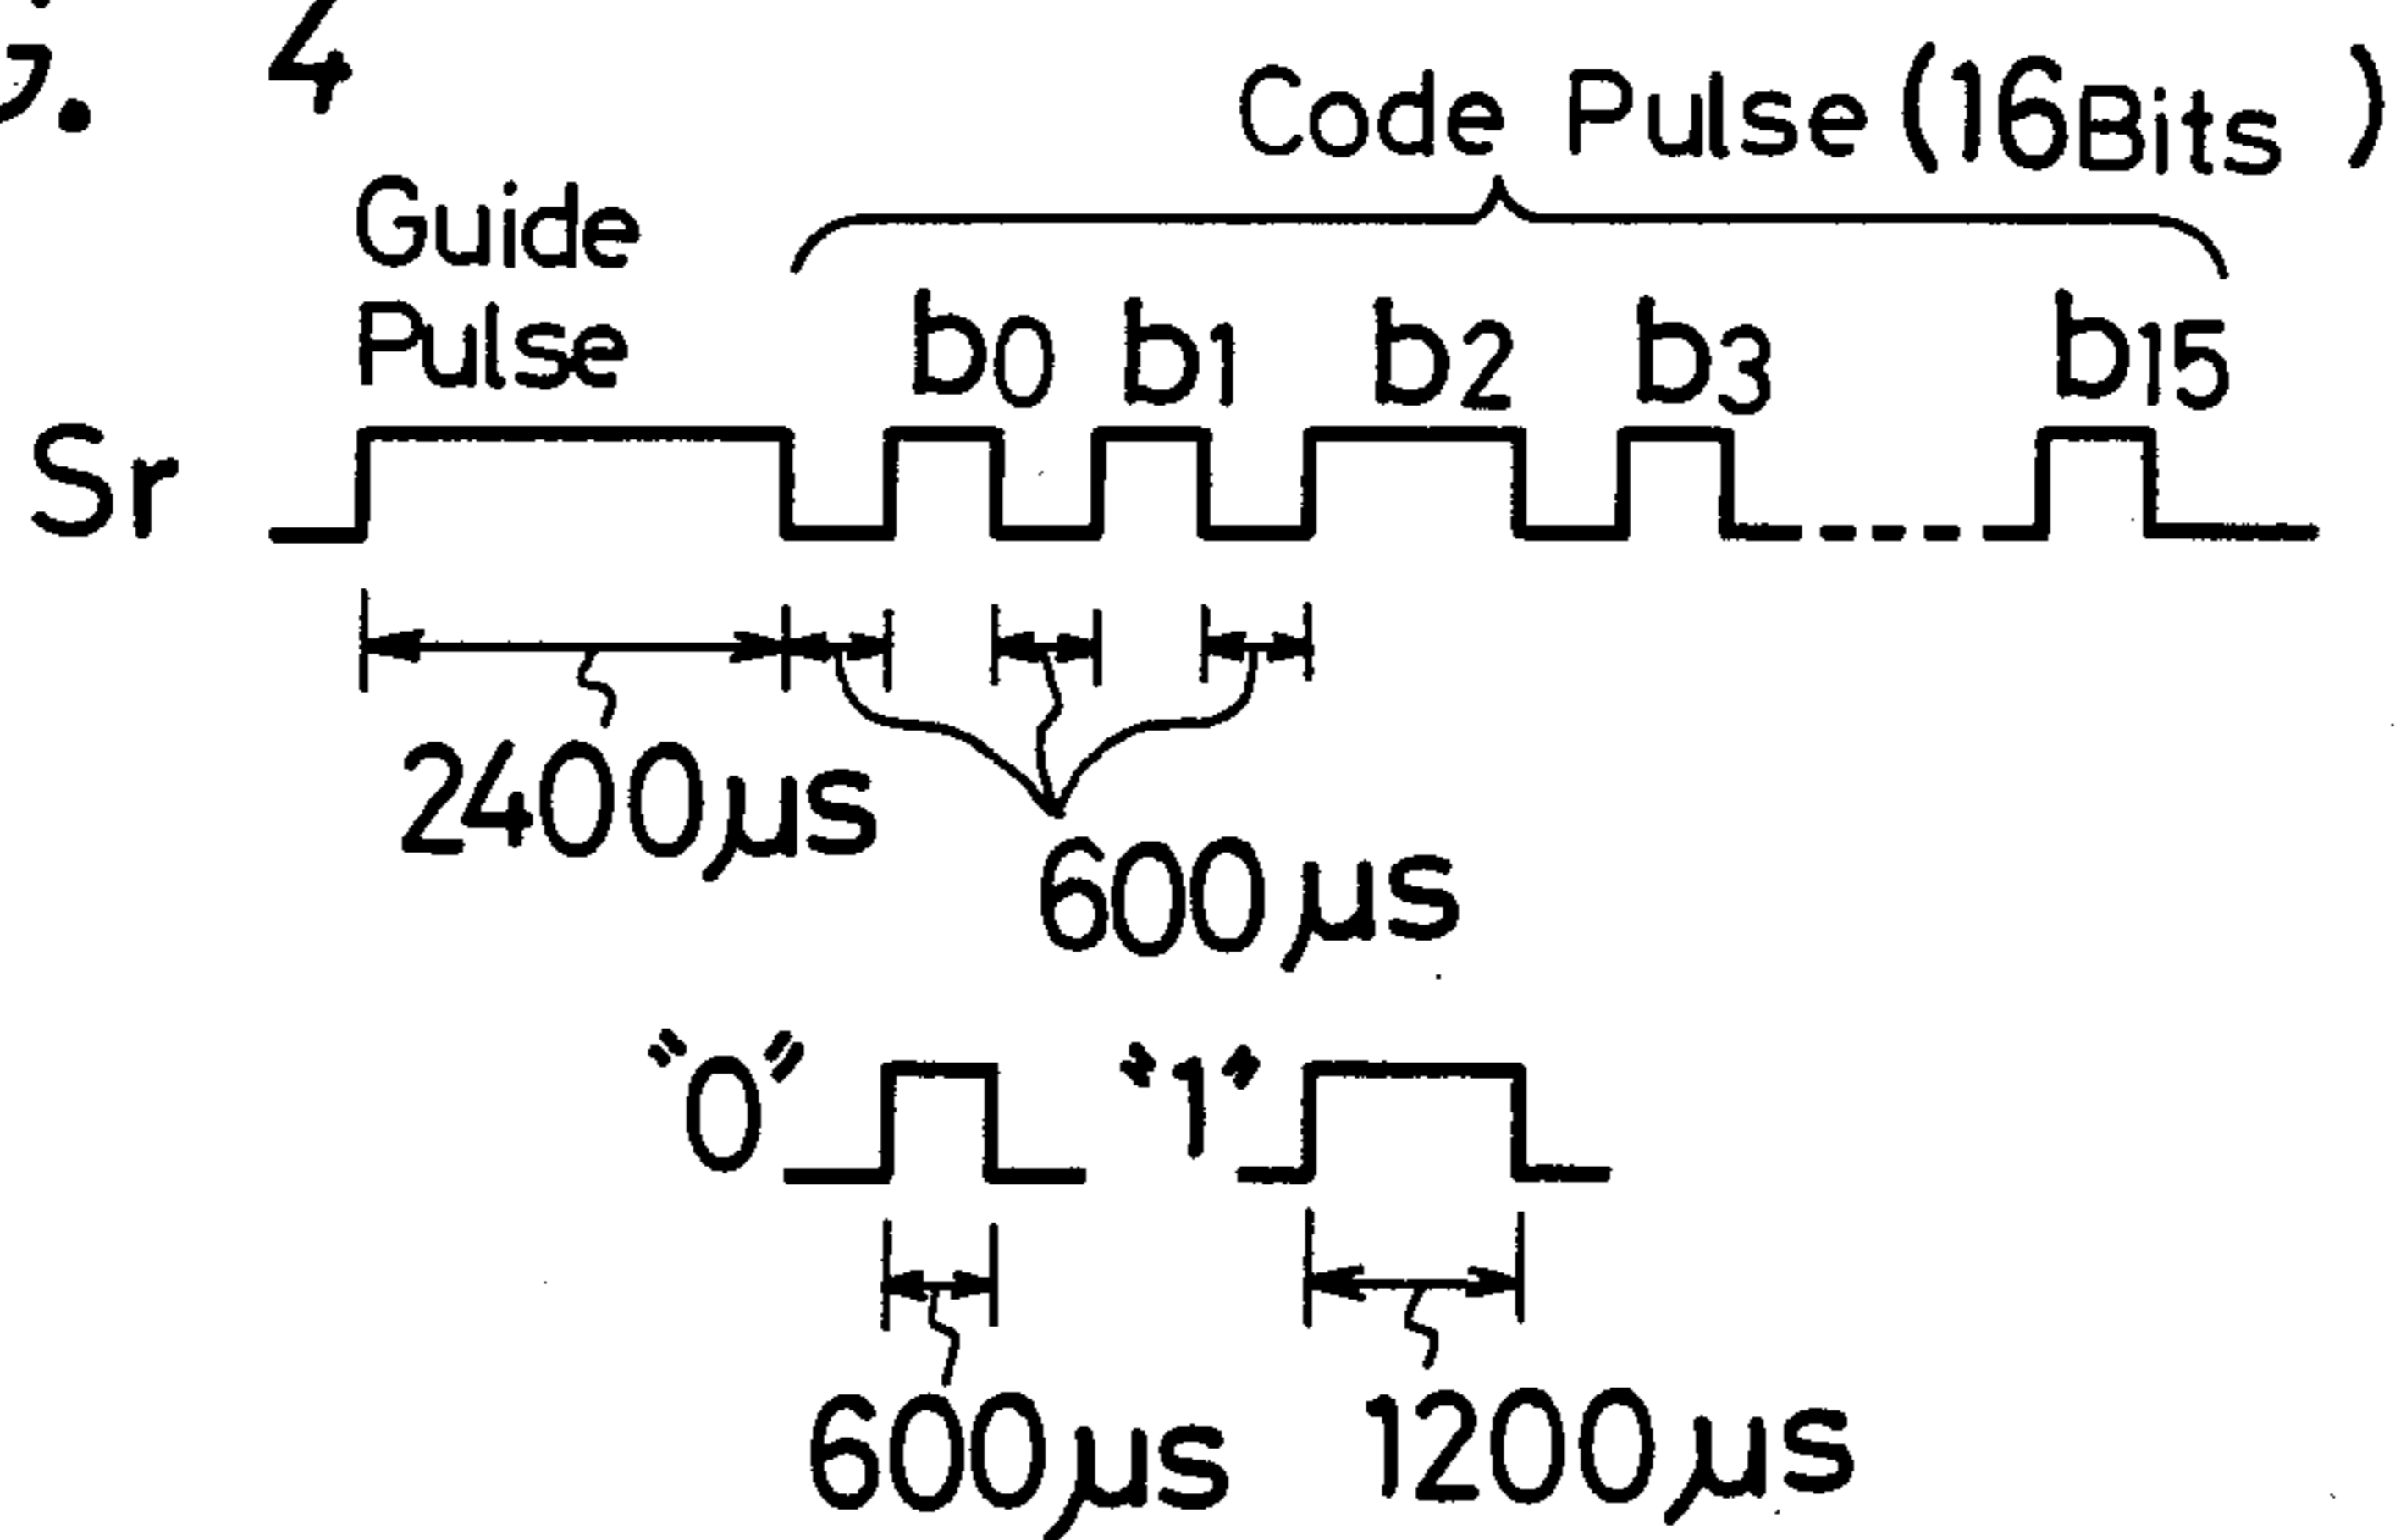 G. 4
Code Pulse (16Bits )
Guide
Pulse
b0 b1 b2 b3 b15
Sr
2400μs
600μs
"0" "1"
600μs 1200μs